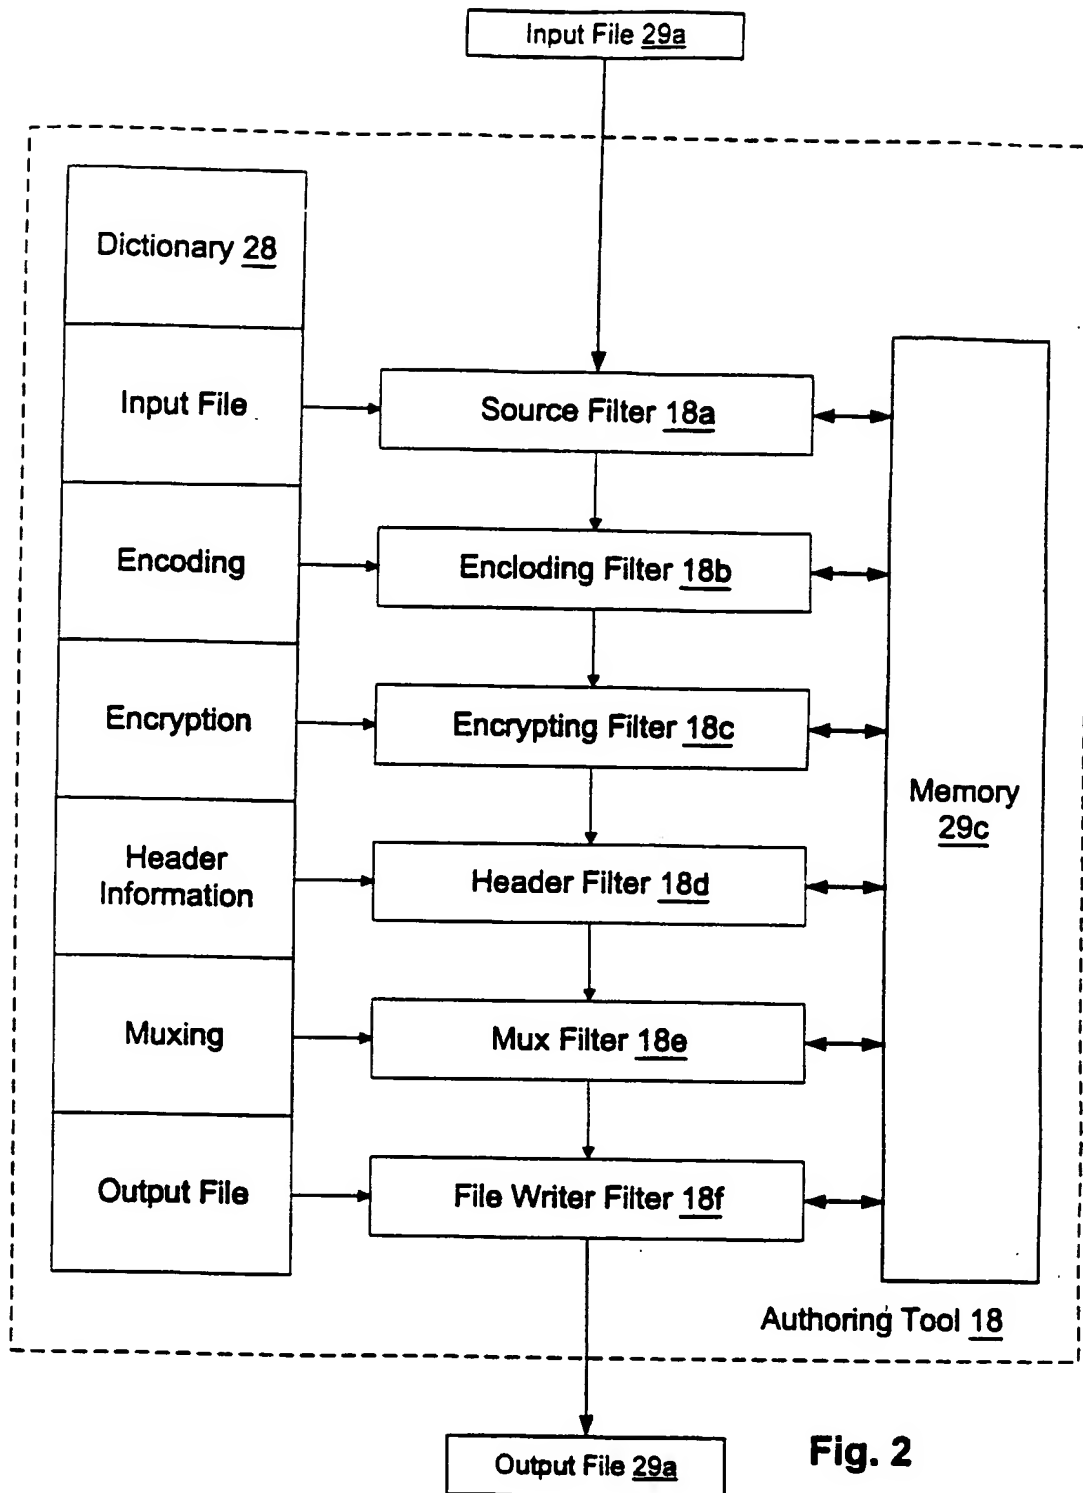 Input File 29a
Dictionary 28
Input File
Source Filter 18a
Encoding
Encloding Filter 18b
Encryption
Encrypting Filter 18c
Memory
29c
Header
Information
Header Filter 18d
Muxing
Mux Filter 18e
Output File
File Writer Filter 18f
Authoring Tool 18
Output File 29a
Fig. 2